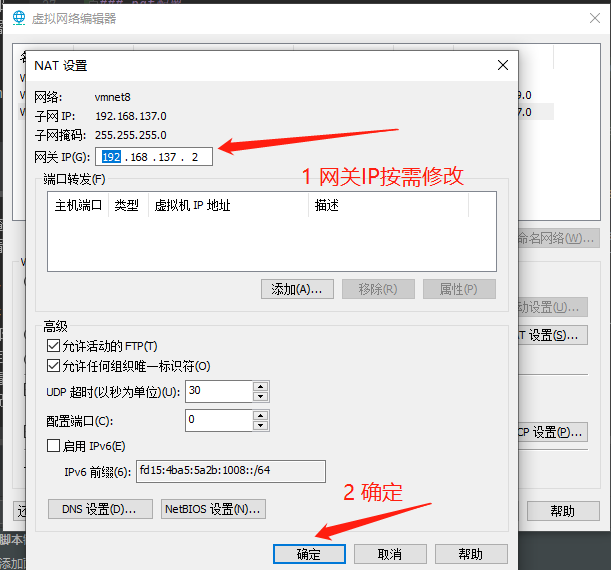 虚拟网络编辑器
NAT 设置
网络: vmnet8
子网 IP: 192.168.137.0
子网掩码: 255.255.255.0
网关 IP(G): 192 . 168 . 137 . 2
1 网关IP按需修改
端口转发(F)
主机端口 类型 虚拟机 IP 地址 描述
添加(A)... 移除(R) 属性(P)
高级
允许活动的 FTP(T)
允许任何组织唯一标识符(O)
UDP 超时(以秒为单位)(U): 30
配置端口(C): 0
启用 IPv6(E)
IPv6 前缀(6): fd15:4ba5:5a2b:1008::/64
2 确定
DNS 设置(D)... NetBIOS 设置(N)...
确定 取消 帮助
9.0
7.0
命名网络(W)...
动设置(U)...
T 设置(S)...
CP 设置(P)...
帮助
脚本
添加